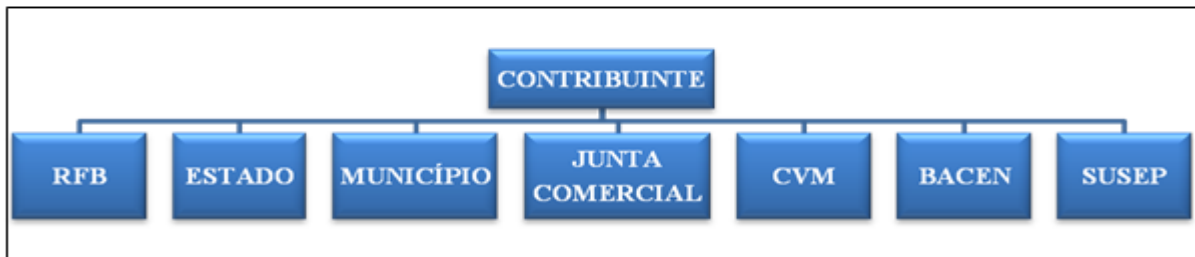 CONTRIBUINTE
RFB
ESTADO
MUNICÍPIO
JUNTA
COMERCIAL
CVM
BACEN
SUSEP